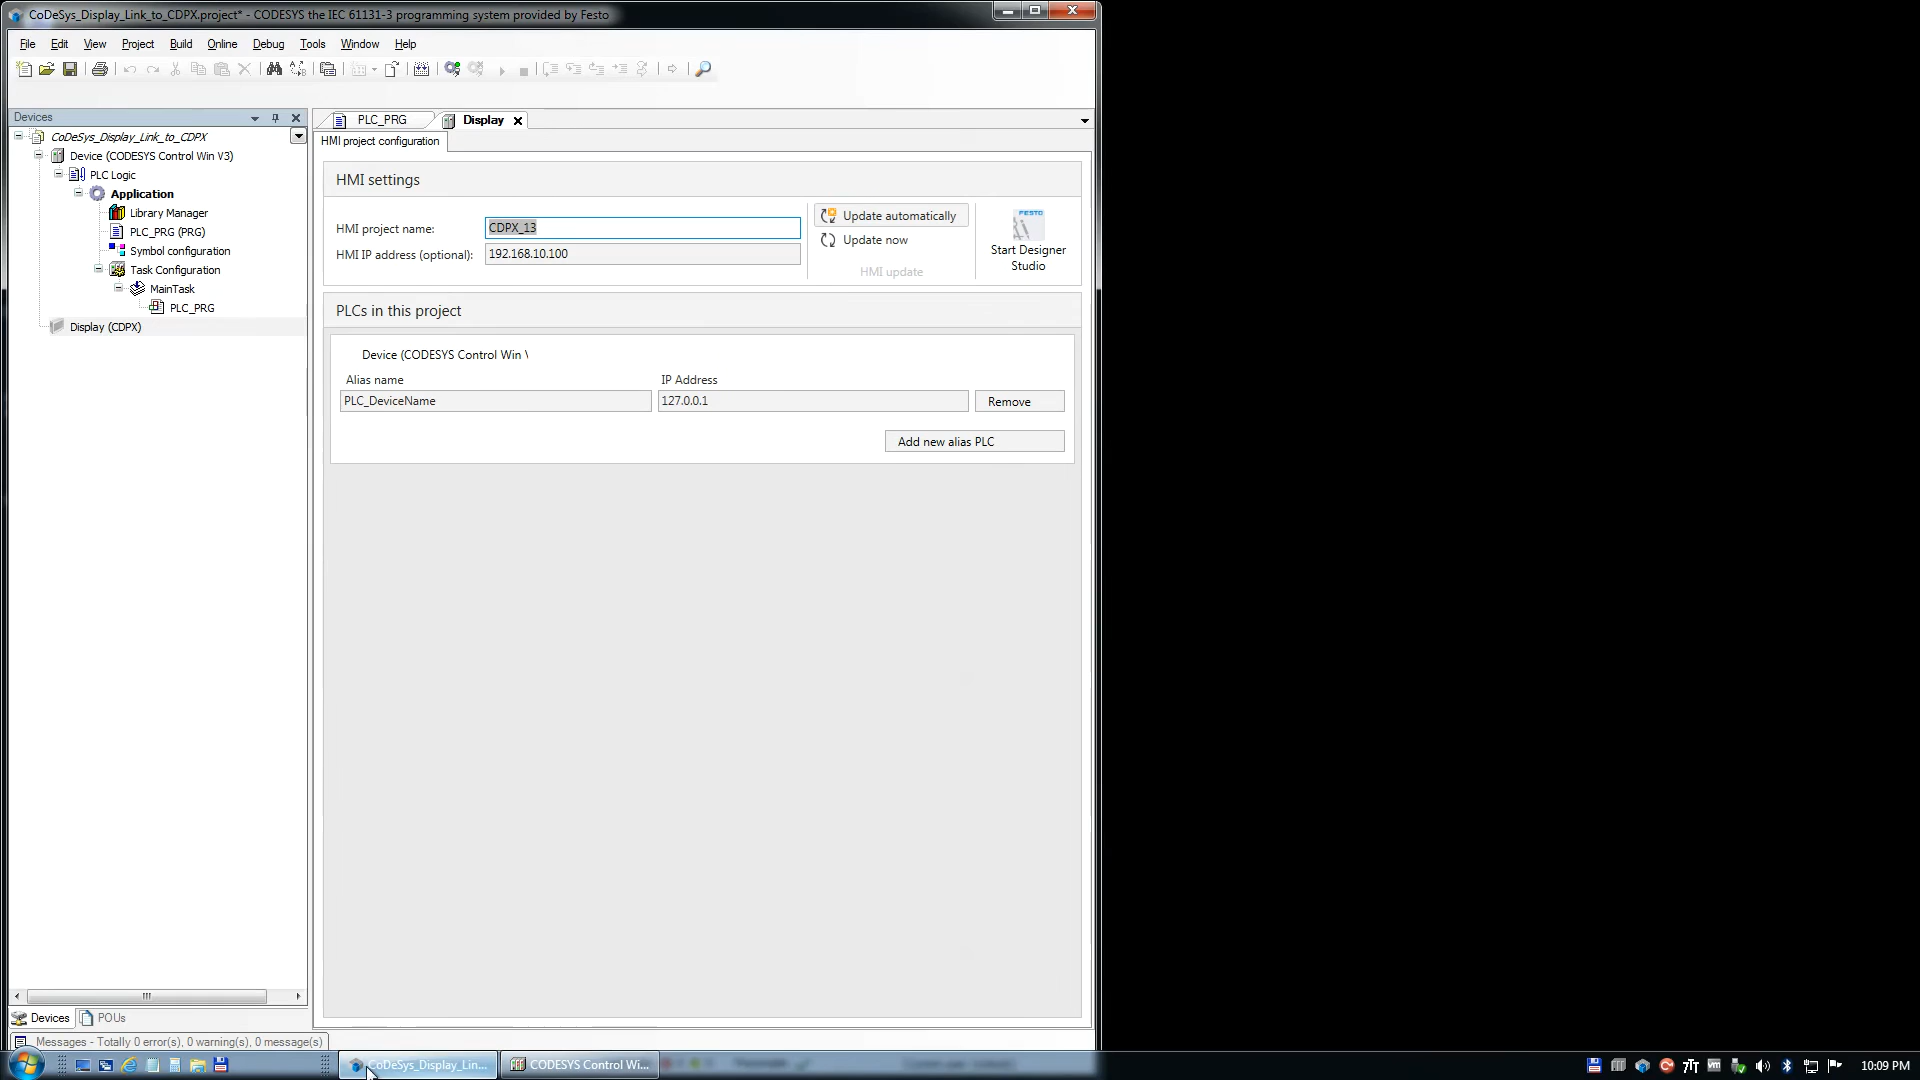 CoDeSys_Display_Link_to_CDPX.project* - CODESYS the IEC 61131-3 programming system provided by Festo
File Edit View Project Build Online Debug Tools Window Help
Devices
CoDeSys_Display_Link_to_CDPX
Device (CODESYS Control Win V3)
PLC Logic
Application
Library Manager
PLC_PRG (PRG)
Symbol configuration
Task Configuration
MainTask
PLC_PRG
Display (CDPX)
Devices POUs
Messages - Totally 0 error(s), 0 warning(s), 0 message(s)
PLC_PRG Display
HMI project configuration
HMI settings
HMI project name: CDPX_13
HMI IP address (optional): 192.168.10.100
Update automatically
Update now
HMI update
FESTO
Start Designer
Studio
PLCs in this project
Device (CODESYS Control Win \
Alias name IP Address
PLC_DeviceName 127.0.0.1 Remove
Add new alias PLC
CoDeSys_Display_Lin... CODESYS Control Wi... 10:09 PM